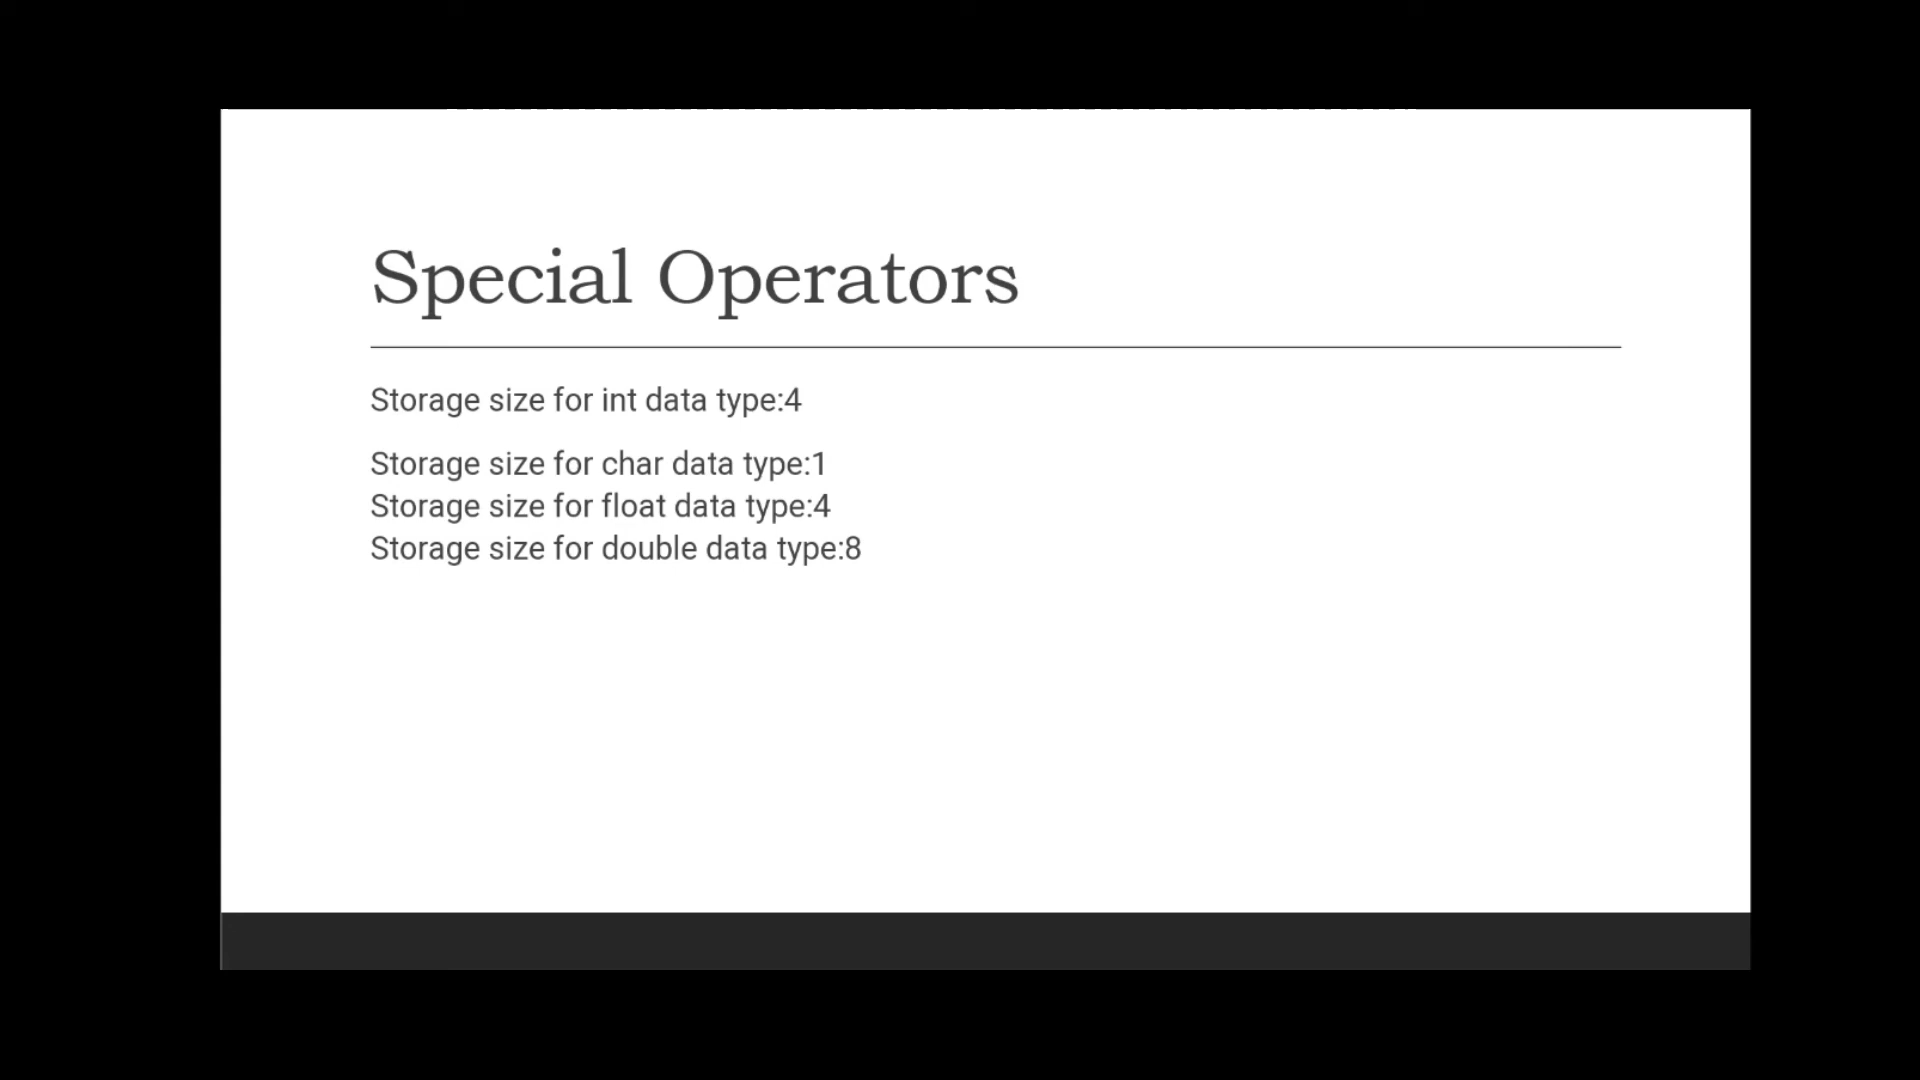 Special Operators
Storage size for int data type:4
Storage size for char data type:1
Storage size for float data type:4
Storage size for double data type:8